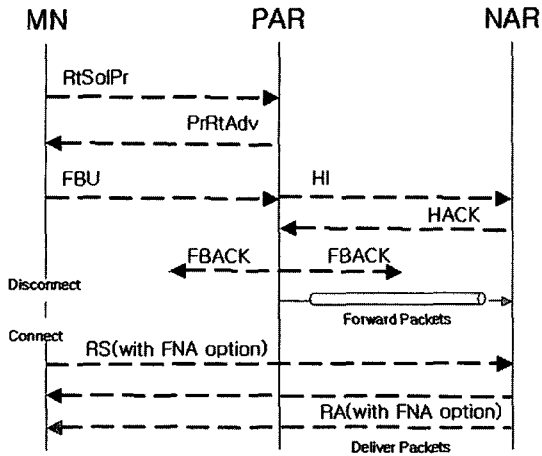 MN PAR NAR
RtSolPr
PrRtAdv
FBU HI
HACK
FBACK FBACK
Disconnect
Forward Packets
Connect
RS(with FNA option)
RA(with FNA option)
Deliver Packets